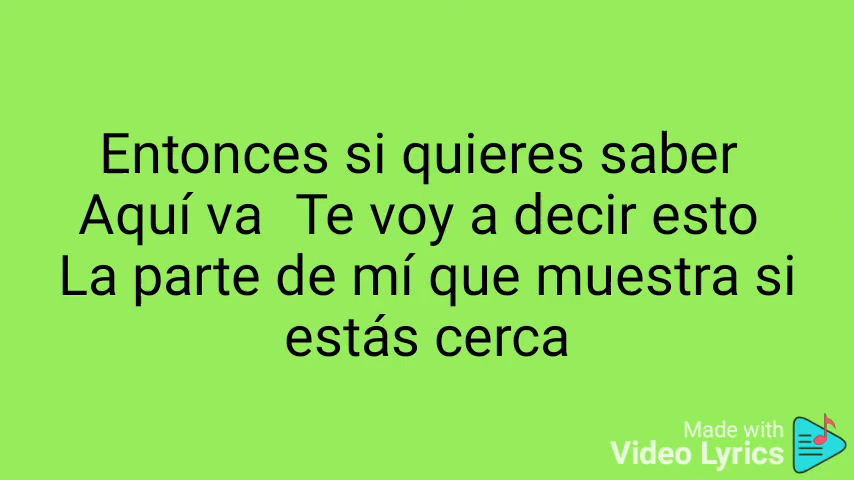 Entonces si quieres saber
Aquí va  Te voy a decir esto
La parte de mí que muestra si
estás cerca
Made with
Video Lyrics